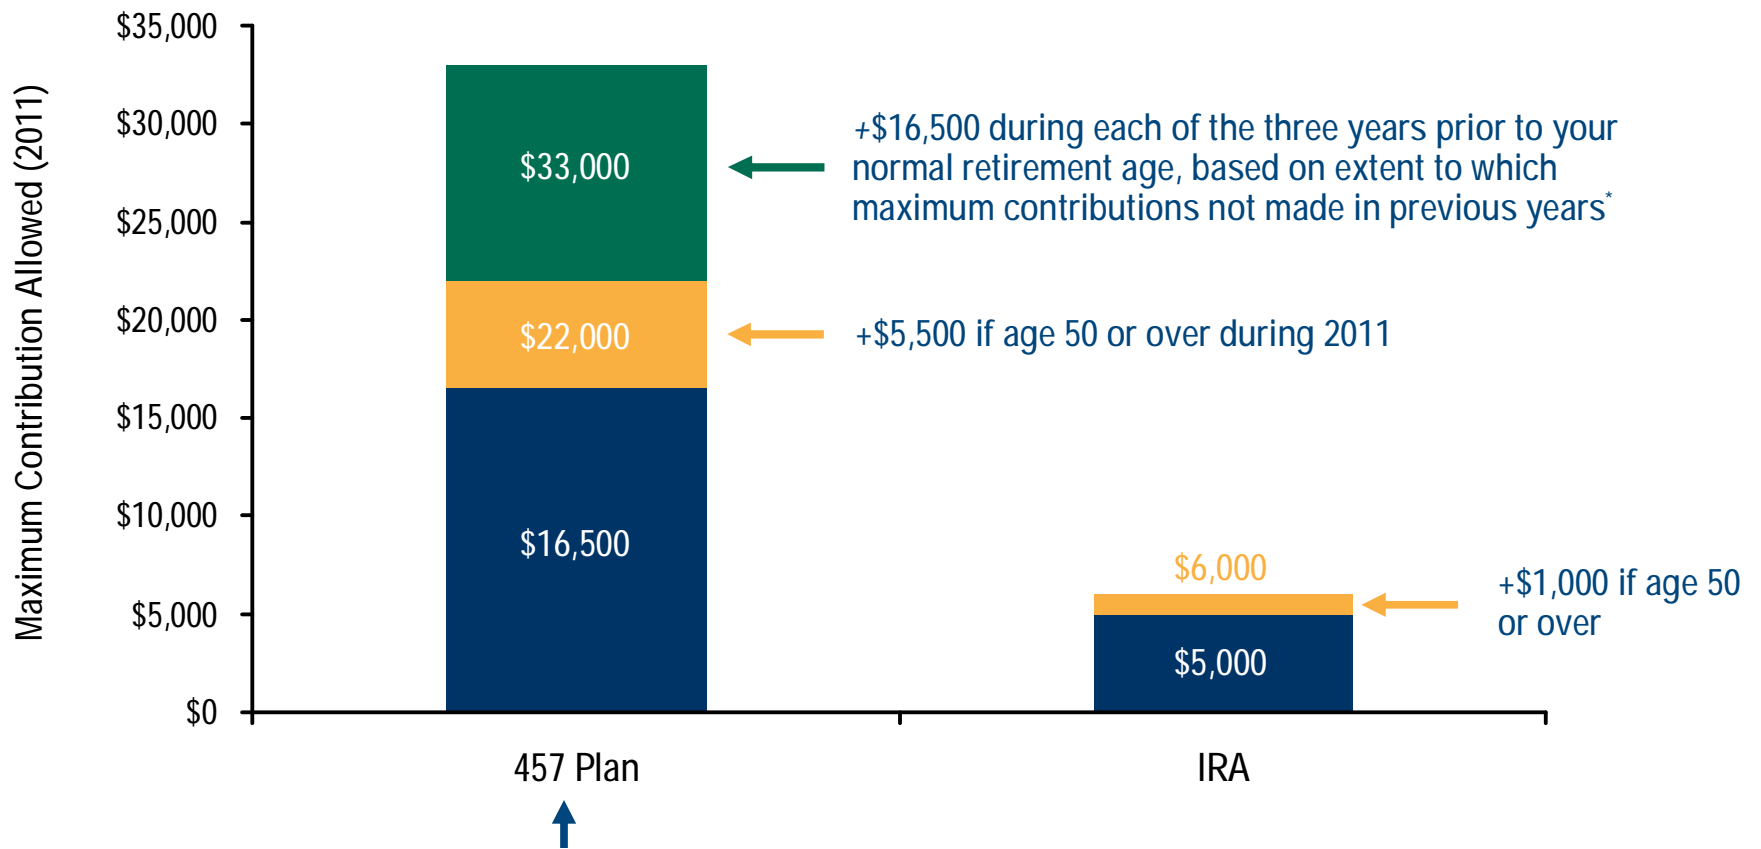 Maximum Contribution Allowed (2011)
$35,000
$30,000
$25,000
$20,000
$15,000
$10,000
$5,000
$0
$33,000
$22,000
$16,500
+$16,500 during each of the three years prior to your
normal retirement age, based on extent to which
maximum contributions not made in previous years*
+$5,500 if age 50 or over during 2011
$6,000
$5,000
+$1,000 if age 50
or over
457 Plan
IRA